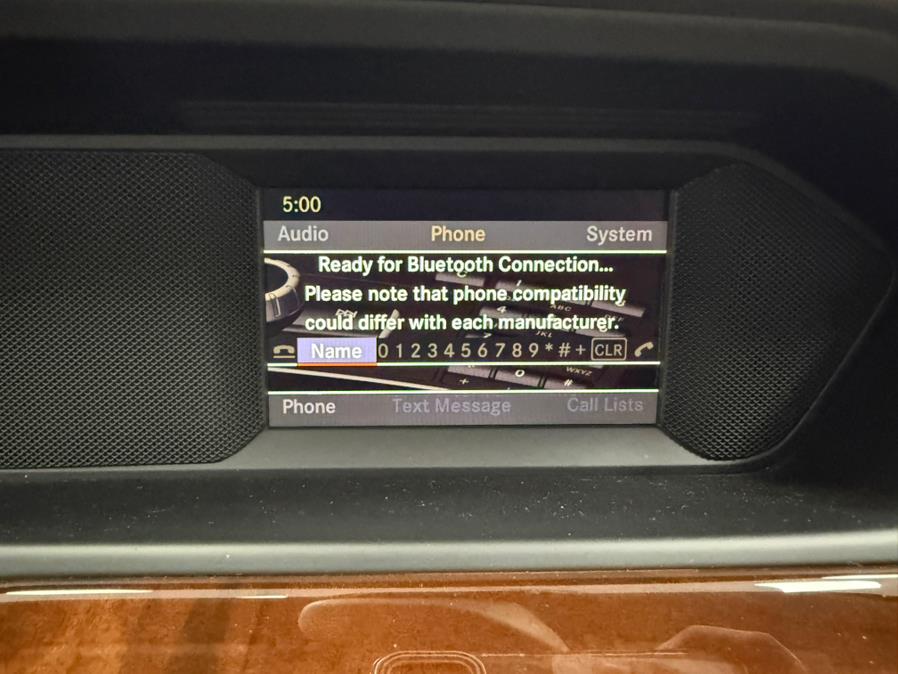 5:00
Audio Phone System
Ready for Bluetooth Connection...
Please note that phone compatibility
could differ with each manufacturer.
Name 0 1 2 3 4 5 6 7 8 9 * # + CLR
Phone Text Message Call Lists